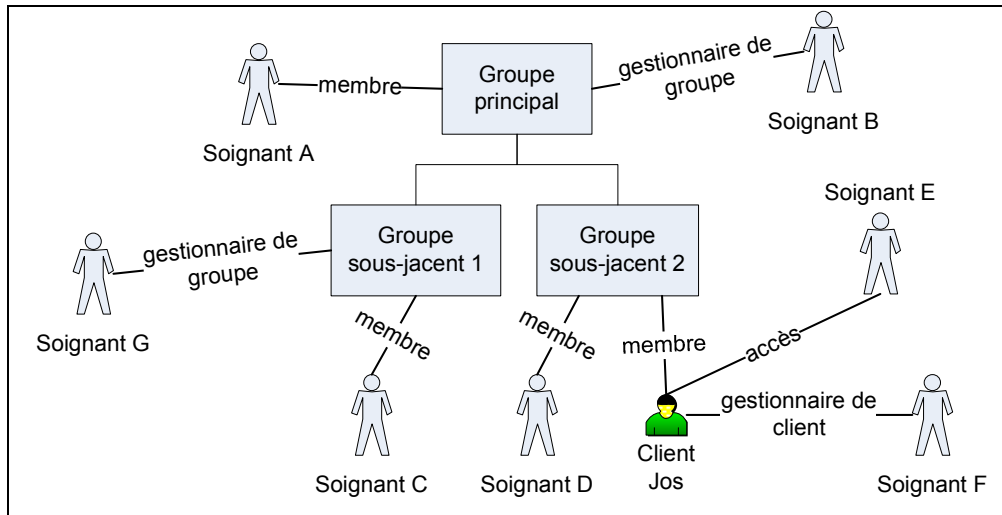 Groupe
principal
membre
gestionnaire de
groupe
Soignant A
Soignant B
Soignant E
Groupe
sous-jacent 1
Groupe
sous-jacent 2
gestionnaire de
groupe
Soignant G
membre
membre
membre
accès
gestionnaire de
client
Client
Jos
Soignant C
Soignant D
Soignant F